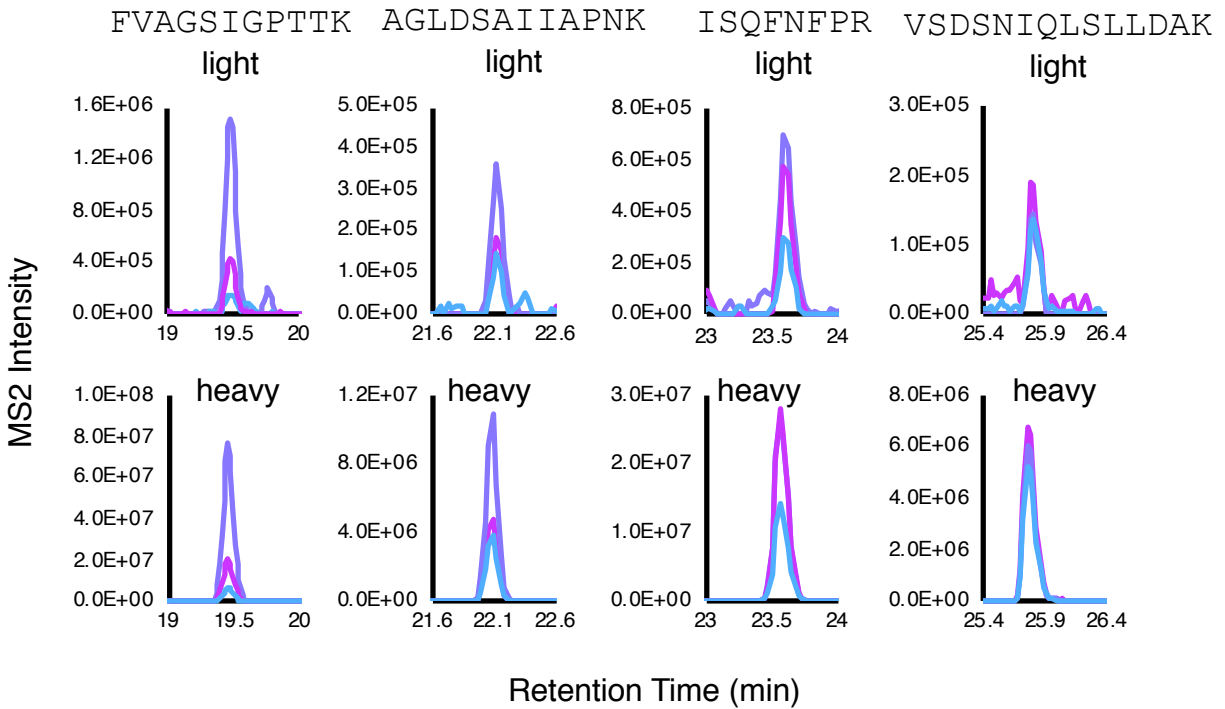 FVAGSIGPTTK AGLDSAIIAPNK ISQFNFPR VSDSNIQLSLLDAK
light light light light
1.6E+06
1.2E+06
8.0E+05
4.0E+05
0.0E+00
19 19.5 20
5.0E+05
4.0E+05
3.0E+05
2.0E+05
1.0E+05
0.0E+00
21.6 22.1 22.6
8.0E+05
6.0E+05
4.0E+05
2.0E+05
0.0E+00
23 23.5 24
3.0E+05
2.0E+05
1.0E+05
0.0E+00
25.4 25.9 26.4
MS2 Intensity
heavy heavy heavy heavy
1.0E+08
8.0E+07
6.0E+07
4.0E+07
2.0E+07
0.0E+00
19 19.5 20
1.2E+07
8.0E+06
4.0E+06
0.0E+00
21.6 22.1 22.6
3.0E+07
2.0E+07
1.0E+07
0.0E+00
23 23.5 24
8.0E+06
6.0E+06
4.0E+06
2.0E+06
0.0E+00
25.4 25.9 26.4
Retention Time (min)